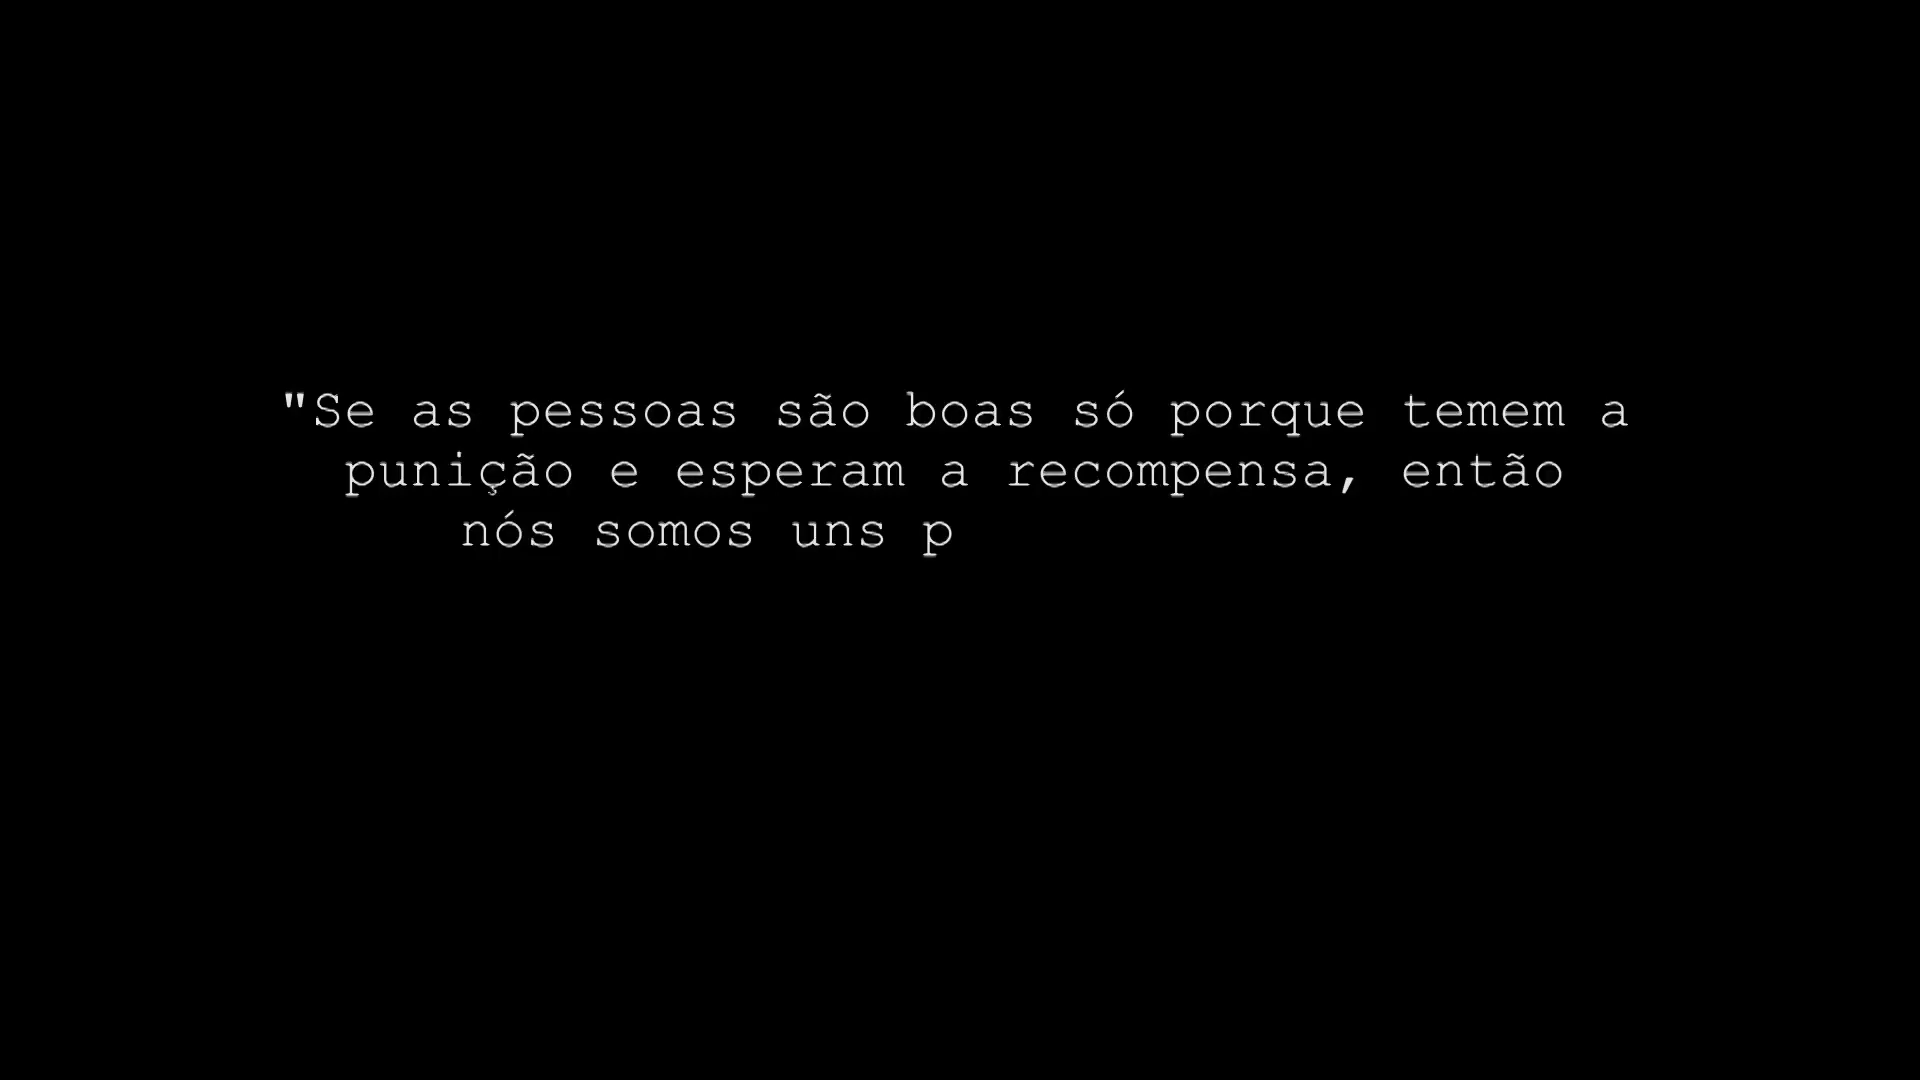 "Se as pessoas são boas só porque temem a
punição e esperam a recompensa, então
nós somos uns p